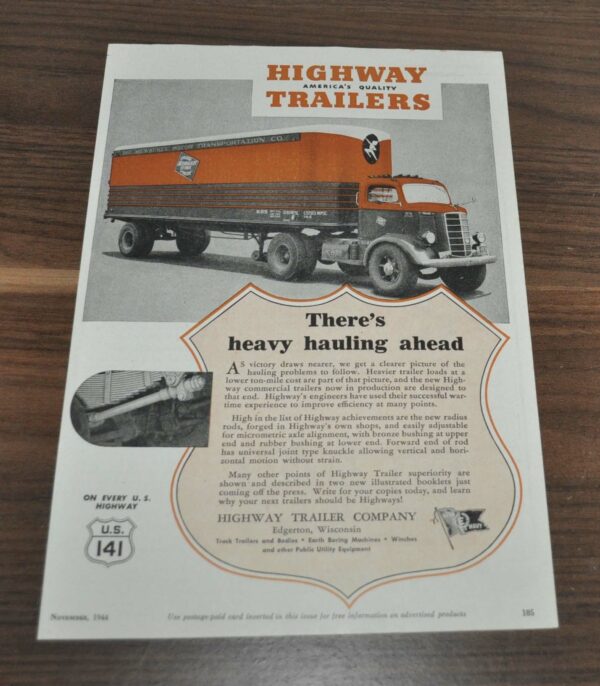 HIGHWAY
AMERICA'S QUALITY
TRAILERS
MILWAUKEE MOTOR TRANSPORTATION CO.
There's
heavy hauling ahead
AS victory draws nearer, we get a clearer picture of the
hauling problems to follow. Heavier trailer loads at a
lower ton-mile cost are part of that picture, and the new High-
way commercial trailers now in production are designed to
that end. Highway's engineers have used their successful war-
time experience to improve efficiency at many points.
High in the list of Highway achievements are the new radius
rods, forged in Highway's own shops, and easily adjustable
for micrometric axle alignment, with bronze bushing at upper
end and rubber bushing at lower end. Forward end of rod
has universal joint type knuckle allowing vertical and hori-
zontal motion without strain.
Many other points of Highway Trailer superiority are
shown and described in two new illustrated booklets just
coming off the press. Write for your copies today, and learn
why your next trailers should be Highways!
HIGHWAY TRAILER COMPANY
Edgerton, Wisconsin
Truck Trailers and Bodies • Earth Boring Machines • Winches
and other Public Utility Equipment
NAVY
ON EVERY U. S.
HIGHWAY
U.S.
141
November, 1944
Use postage-paid card inserted in this issue for free information on advertised products
185